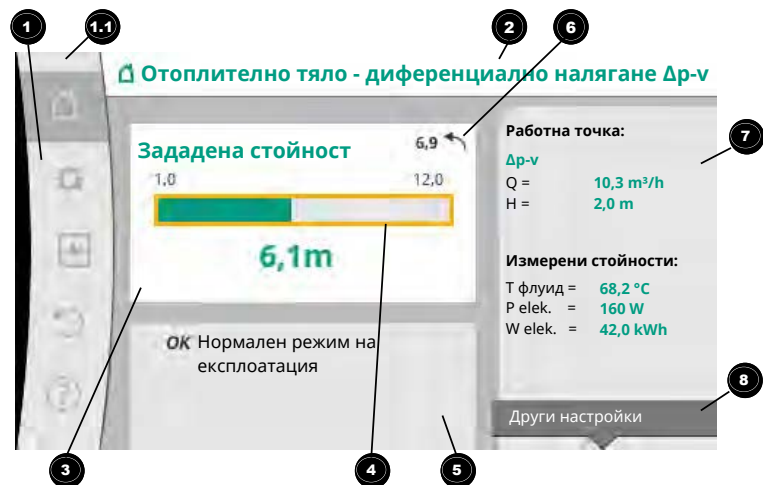 1
1.1
2
6
Отоплително тяло - диференциално налягане Δp-v
Зададена стойност
6,9
1,0
12,0
6,1m
OK Нормален режим на
експлоатация
Работна точка:
Δp-v
Q = 10,3 m³/h
H = 2,0 m
Измерени стойности:
Т флуид = 68,2 °C
P elek. = 160 W
W elek. = 42,0 kWh
Други настройки
7
8
3
4
5